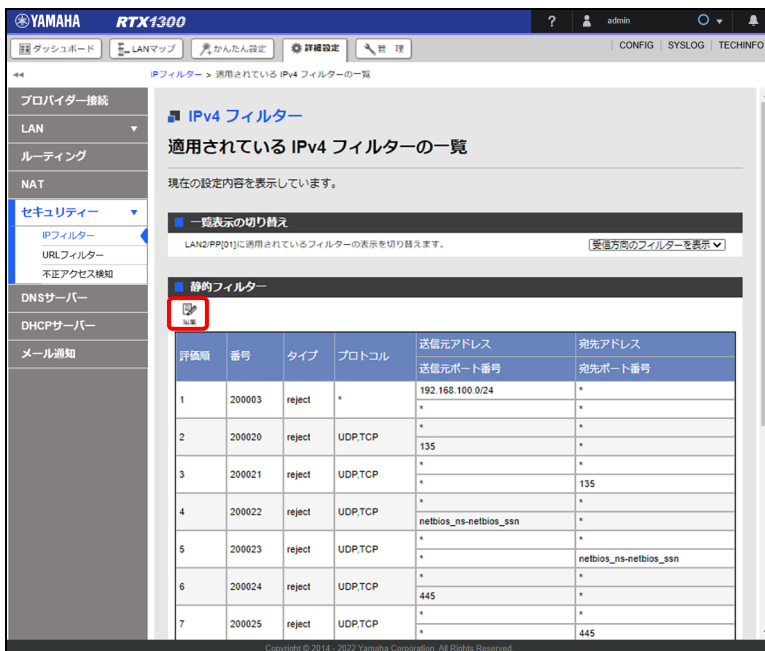 YAMAHA RTX1300 ? admin
ダッシュボード LANマップ かんたん設定 詳細設定 管 理 CONFIG SYSLOG TECHINFO
IPフィルター > 適用されている IPv4 フィルターの一覧
プロバイダー接続
LAN
ルーティング
NAT
セキュリティー
IPフィルター
URLフィルター
不正アクセス検知
DNSサーバー
DHCPサーバー
メール通知
IPv4 フィルター
適用されている IPv4 フィルターの一覧
現在の設定内容を表示しています。
一覧表示の切り替え
LAN2/PP[01]に適用されているフィルターの表示を切り替えます。 受信方向のフィルターを表示
静的フィルター
編集
評価順 番号 タイプ プロトコル 送信元アドレス 宛先アドレス
送信元ポート番号 宛先ポート番号
1 200003 reject * 192.168.100.0/24 *
* *
2 200020 reject UDP,TCP * *
135 *
3 200021 reject UDP,TCP * *
* 135
4 200022 reject UDP,TCP * *
netbios_ns-netbios_ssn *
5 200023 reject UDP,TCP * *
* netbios_ns-netbios_ssn
6 200024 reject UDP,TCP * *
445 *
7 200025 reject UDP,TCP * *
* 445
Copyright © 2014 - 2022 Yamaha Corporation. All Rights Reserved.